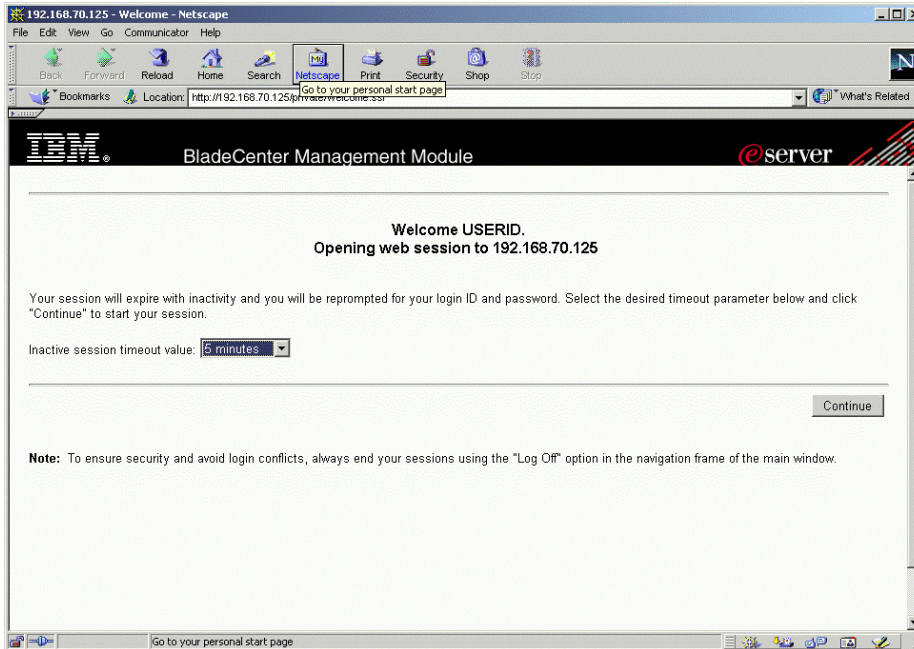 192.168.70.125 - Welcome - Netscape
File Edit View Go Communicator Help
Back Forward Reload Home Search Netscape Print Security Shop Stop
My
N
Go to your personal start page
Bookmarks Location: http://192.168.70.125/private/welcome.ssi What's Related
IBM® BladeCenter Management Module eserver
Welcome USERID.
Opening web session to 192.168.70.125
Your session will expire with inactivity and you will be reprompted for your login ID and password. Select the desired timeout parameter below and click
"Continue" to start your session.
Inactive session timeout value: 5 minutes
Continue
Note: To ensure security and avoid login conflicts, always end your sessions using the "Log Off" option in the navigation frame of the main window.
Go to your personal start page